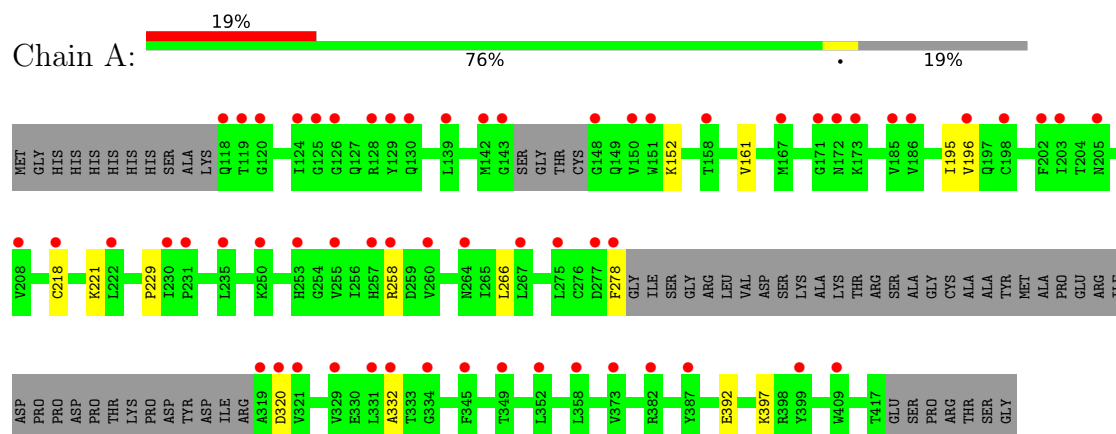 19%
Chain A:
76% • 19%
MET GLY HIS HIS HIS HIS HIS HIS SER ALA LYS Q118 T119 G120 I124 G125 G126 Q127 R128 Y129 Q130 L139 M142 G143 SER GLY THR CYS G148 Q149 V150 W151 K152 T158 V161 M167 G171 N172 K173 V185 V186 I195 V196 Q197 C198 F202 I203 T204 N205
V208 C218 K221 L222 P229 I230 P231 L235 K250 H253 G254 V255 I256 H257 R258 D259 V260 N264 I265 L266 L267 L275 C276 D277 F278 GLY ILE SER GLY ARG LEU VAL ASP SER LYS ALA LYS THR ARG SER ALA GLY CYS ALA ALA TYR MET ALA PRO GLU ARG ILE
ASP PRO PRO ASP PRO THR LYS PRO ASP TYR ASP ILE ARG A319 D320 V321 V329 E330 L331 A332 T333 G334 F345 T349 L352 L358 V373 R382 Y387 E392 K397 R398 Y399 W409 T417 GLU SER PRO ARG THR SER GLY